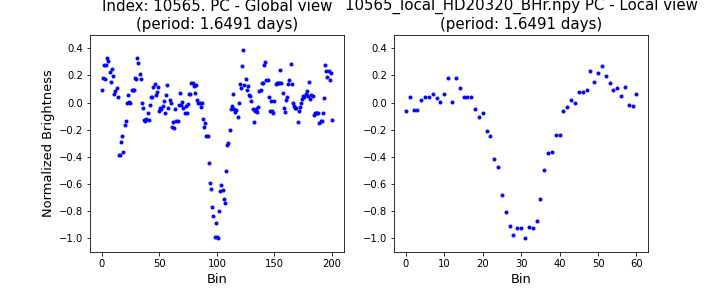 Index: 10565. PC - Global view
(period: 1.6491 days)
10565_local_HD20320_BHr.npy PC - Local view
(period: 1.6491 days)
Normalized Brightness
0.4
0.2
0.0
−0.2
−0.4
−0.6
−0.8
−1.0
0 50 100 150 200
Bin
0.4
0.2
0.0
−0.2
−0.4
−0.6
−0.8
−1.0
0 10 20 30 40 50 60
Bin